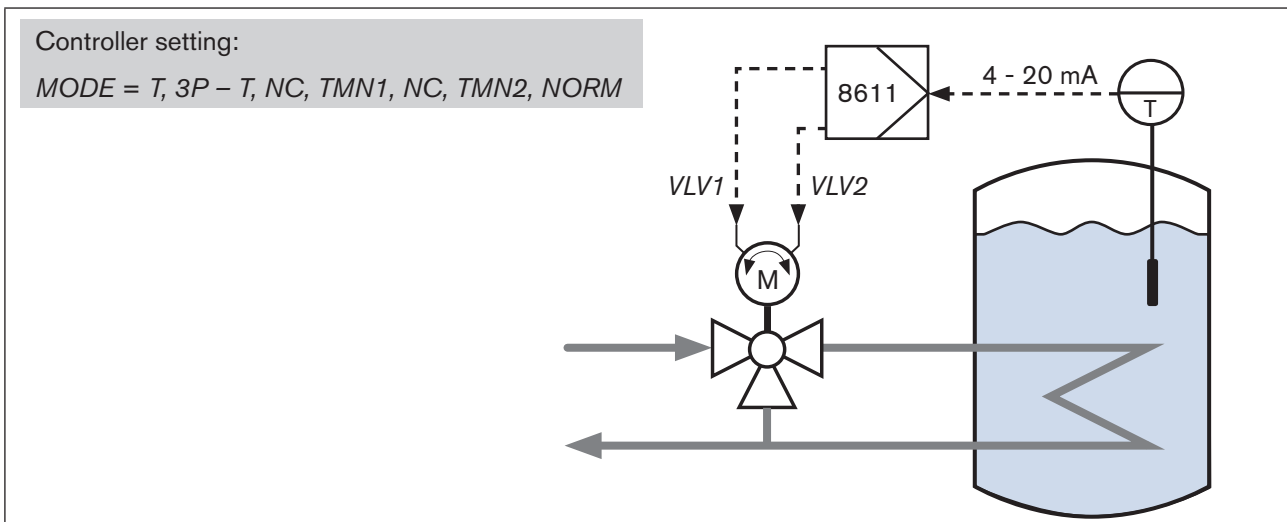 Controller setting:
MODE = T, 3P – T, NC, TMN1, NC, TMN2, NORM
8611
4 - 20 mA
T
VLV1
VLV2
M